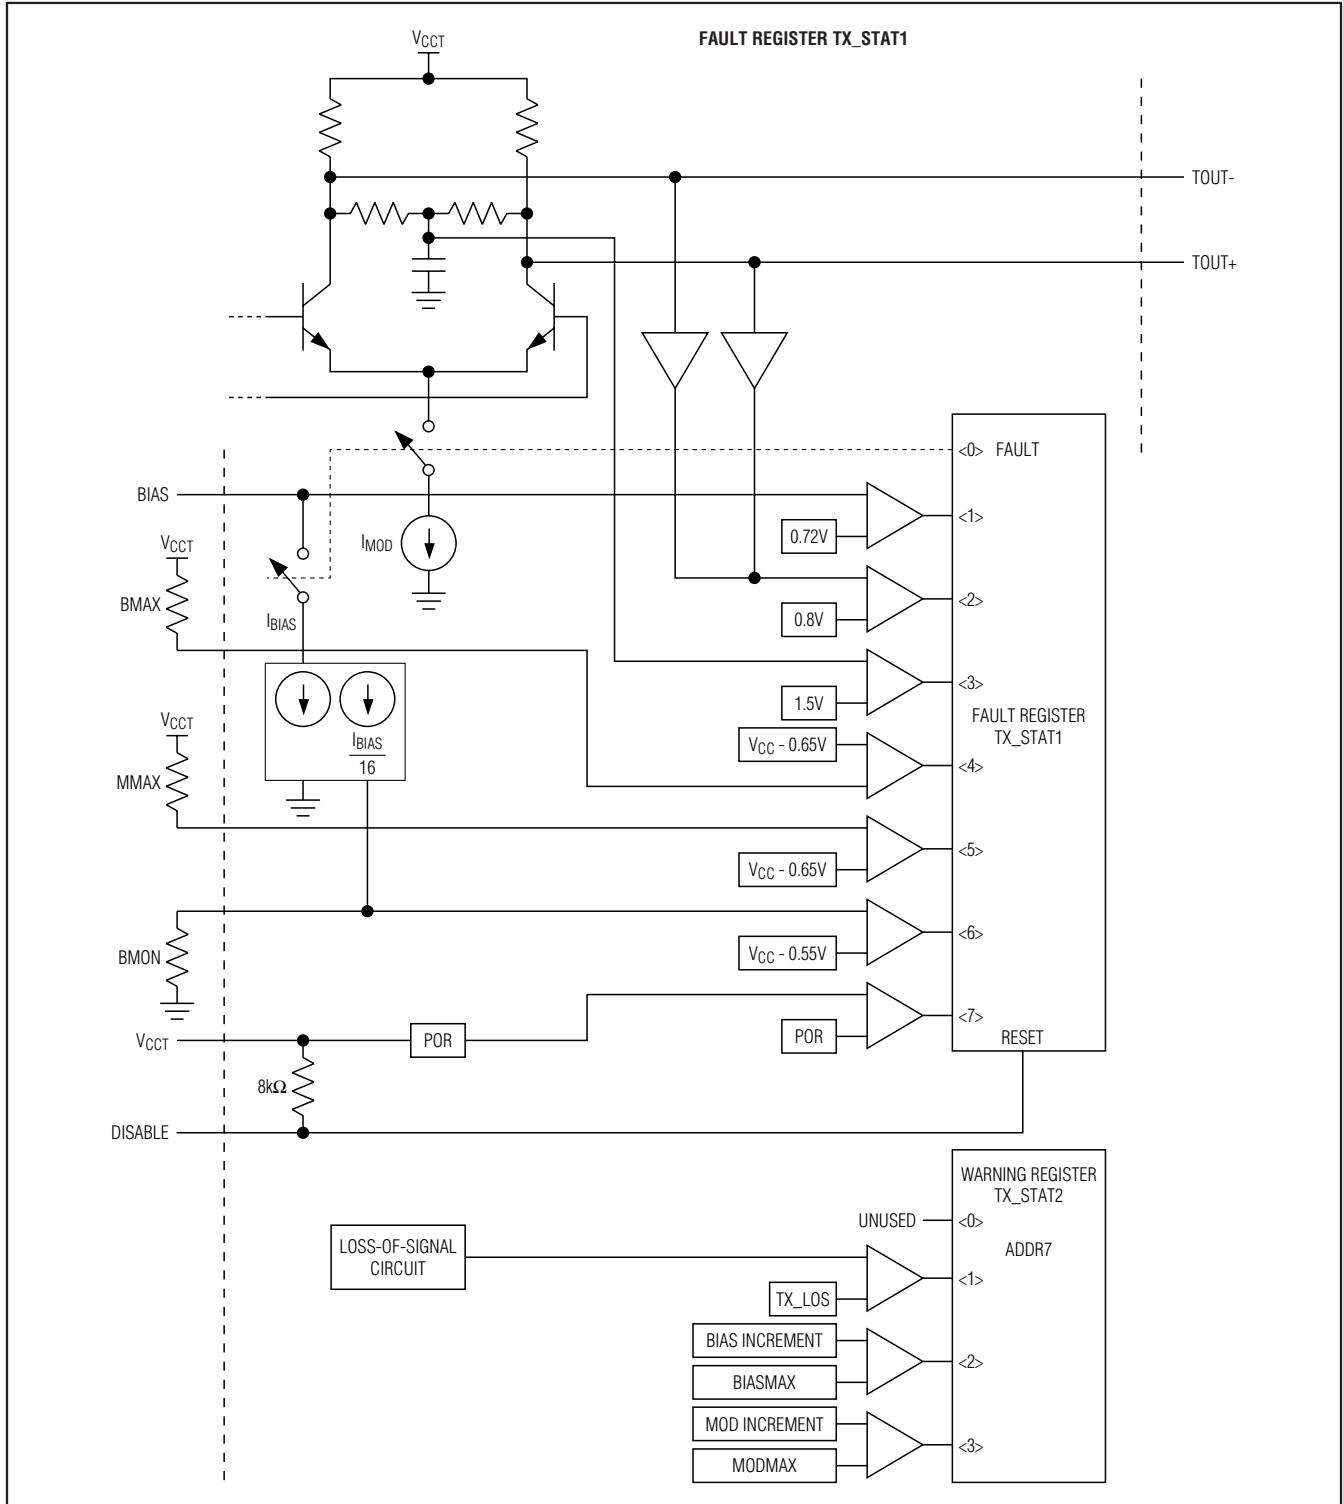 FAULT REGISTER TX_STAT1
VCCT
TOUT-
TOUT+
<0> FAULT
BIAS
<1>
0.72V
IMOD
VCCT
BMAX
IBIAS
<2>
0.8V
<3>
1.5V
FAULT REGISTER
TX_STAT1
VCCT
MMAX
IBIAS
16
VCC - 0.65V
<4>
<5>
VCC - 0.65V
BMON
<6>
VCC - 0.55V
VCCT
POR
POR
<7>
RESET
8kΩ
DISABLE
WARNING REGISTER
TX_STAT2
UNUSED
<0>
ADDR7
LOSS-OF-SIGNAL
CIRCUIT
<1>
TX_LOS
BIAS INCREMENT
<2>
BIASMAX
MOD INCREMENT
<3>
MODMAX